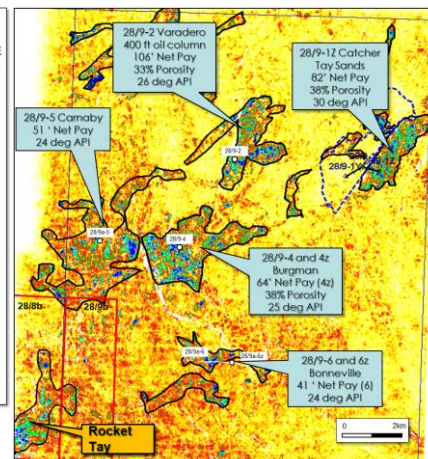 28/9-2 Varadero
400 ft oil column
106' Net Pay
33% Porosity
26 deg API
28/9-1Z Catcher
Tay Sands
82' Net Pay
38% Porosity
30 deg API
28/9-5 Carnaby
51 ' Net Pay
24 deg API
28/9-2
28/9-1Y
28/9-1Z
28/9a-5
28/9-4
28/9-4 and 4z
Burgman
64' Net Pay (4z)
38% Porosity
25 deg API
28/8b
28/9b
28/9a-6
28/9a-6z
28/9-6 and 6z
Bonneville
41 ' Net Pay (6)
24 deg API
Rocket
Tay
0 2km